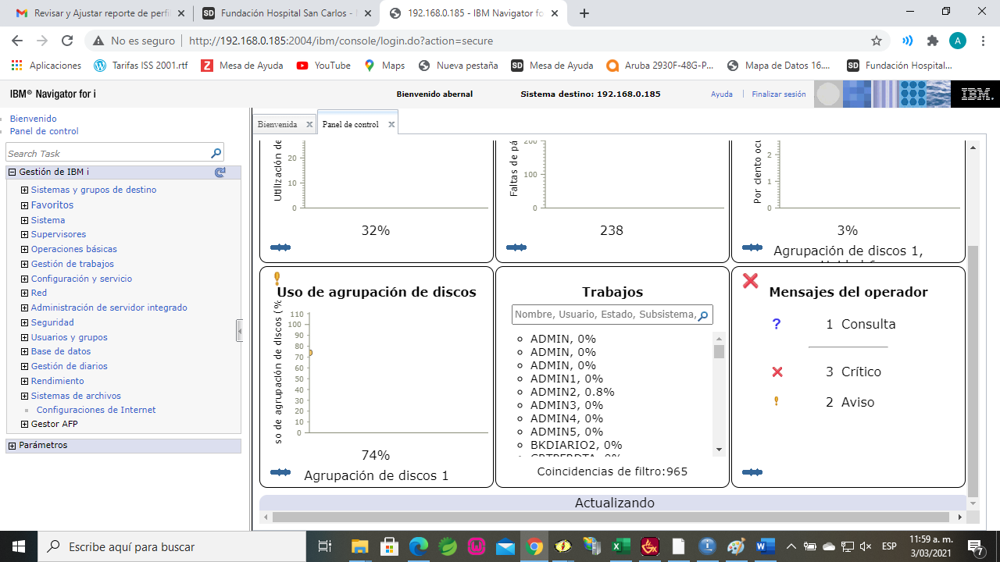 Revisar y Ajustar reporte de perfi
Fundación Hospital San Carlos -
192.168.0.185 - IBM Navigator fo
No es seguro
http://192.168.0.185:2004/ibm/console/login.do?action=secure
A
Aplicaciones
Tarifas ISS 2001.rtf
Mesa de Ayuda
YouTube
Maps
Nueva pestaña
Mesa de Ayuda
Aruba 2930F-48G-P...
Mapa de Datos 16....
Fundación Hospital...
IBM® Navigator for i
Bienvenido abernal
Sistema destino: 192.168.0.185
Ayuda
Finalizar sesión
IBM.
Bienvenido
Panel de control
Search Task
Gestión de IBM i
Sistemas y grupos de destino
Favoritos
Sistema
Supervisores
Operaciones básicas
Gestión de trabajos
Configuración y servicio
Red
Administración de servidor integrado
Seguridad
Usuarios y grupos
Base de datos
Gestión de diarios
Rendimiento
Sistemas de archivos
Configuraciones de Internet
Gestor AFP
Parámetros
Bienvenida
Panel de control
Utilización de
20
10
0
32%
Faltas de pá
200
100
0
238
Por ciento ocu
2
1
0
3%
Agrupación de discos 1,
Uso de agrupación de discos
so de agrupación de discos (%
110
100
90
80
70
60
50
40
30
20
10
0
74%
Agrupación de discos 1
Trabajos
Nombre, Usuario, Estado, Subsistema,
ADMIN, 0%
ADMIN, 0%
ADMIN, 0%
ADMIN1, 0%
ADMIN2, 0.8%
ADMIN3, 0%
ADMIN4, 0%
ADMIN5, 0%
BKDIARIO2, 0%
Coincidencias de filtro:965
Mensajes del operador
? 1 Consulta
3 Crítico
2 Aviso
Actualizando
Escribe aquí para buscar
ESP
11:59 a. m.
3/03/2021
7